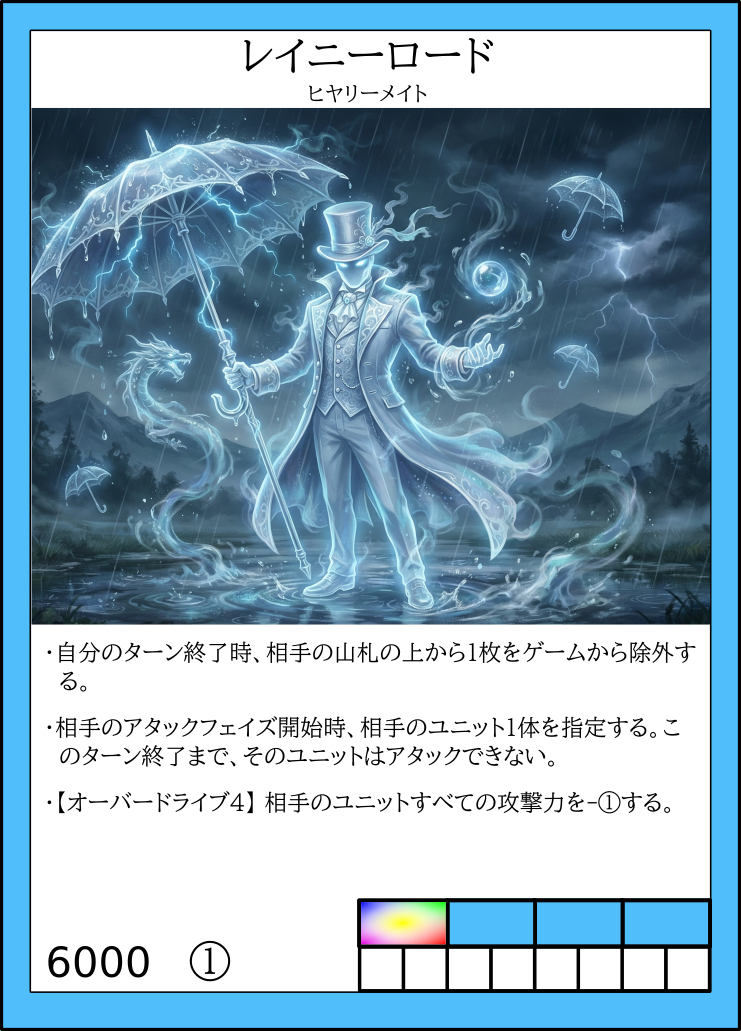 レイニーロード
ヒヤリーメイト
・自分のターン終了時、相手の山札の上から1枚をゲームから除外す
る。
・相手のアタックフェイズ開始時、相手のユニット1体を指定する。こ
のターン終了まで、そのユニットはアタックできない。
・【オーバードライブ4】 相手のユニットすべての攻撃力を-①する。
6000 ①